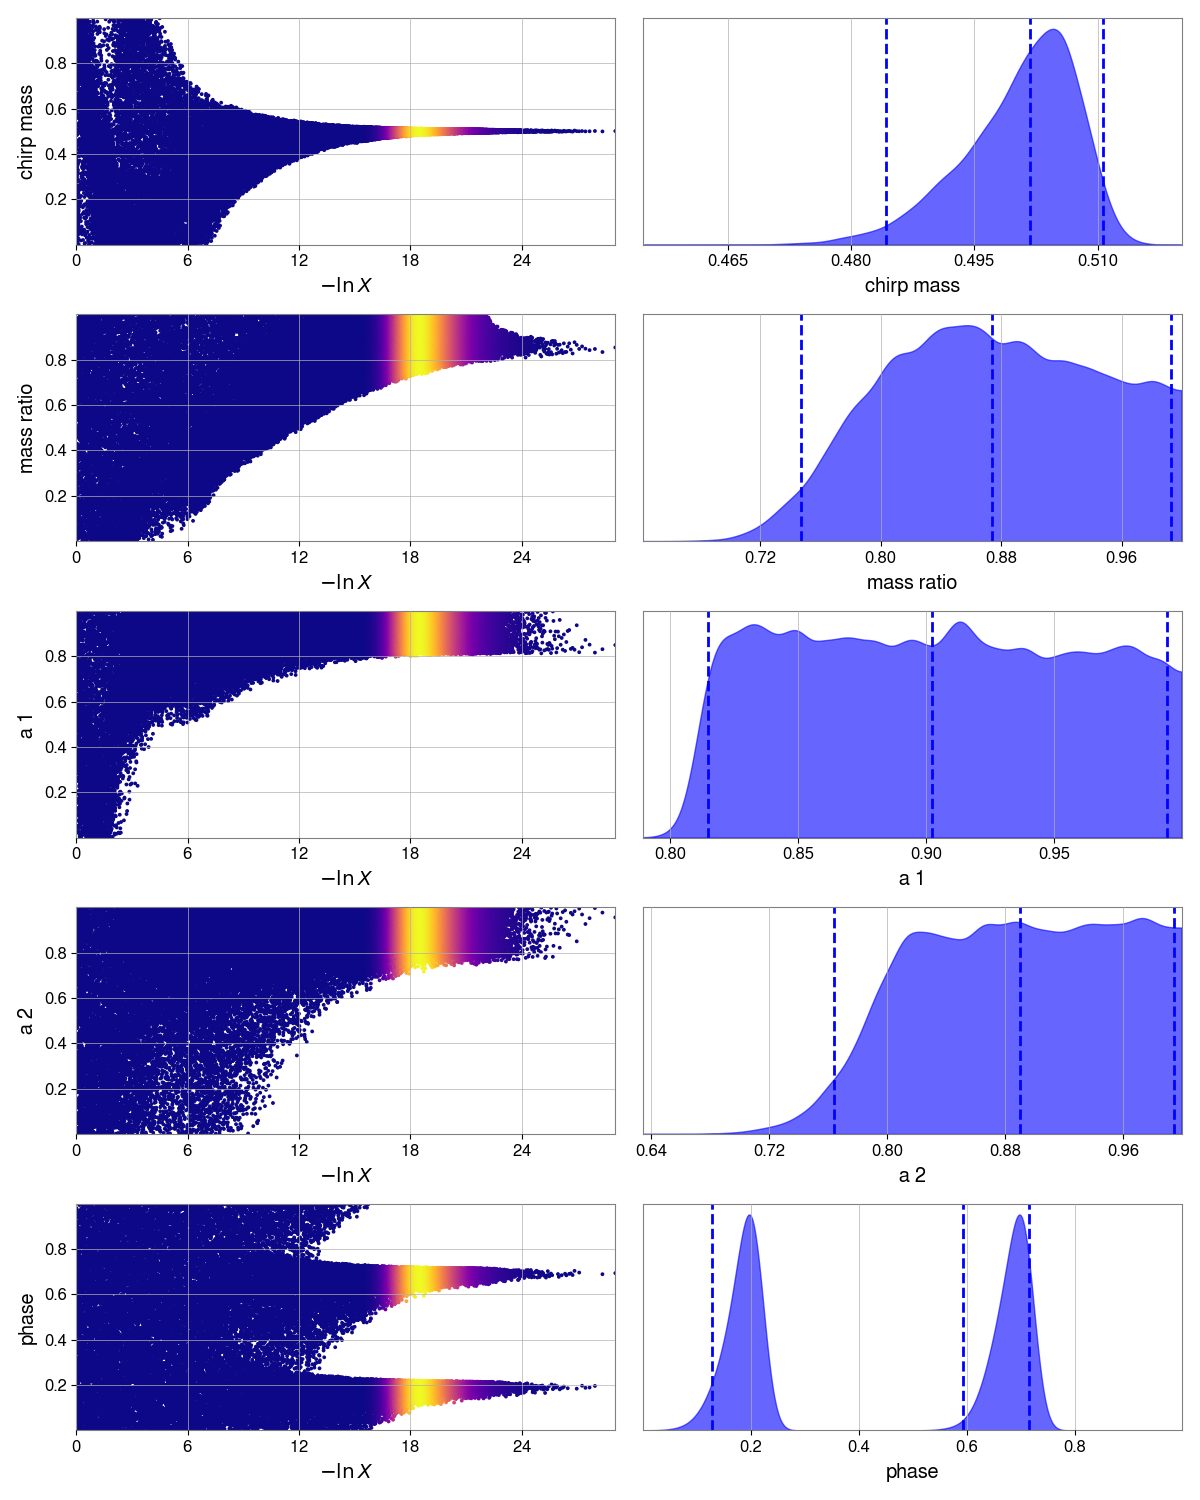 chirp mass
0.8
0.6
0.4
0.2
0 6 12 18 24
−ln X
0.465 0.480 0.495 0.510
chirp mass
mass ratio
0.8
0.6
0.4
0.2
0 6 12 18 24
−ln X
0.72 0.80 0.88 0.96
mass ratio
a 1
0.8
0.6
0.4
0.2
0 6 12 18 24
−ln X
0.80 0.85 0.90 0.95
a 1
a 2
0.8
0.6
0.4
0.2
0 6 12 18 24
−ln X
0.64 0.72 0.80 0.88 0.96
a 2
phase
0.8
0.6
0.4
0.2
0 6 12 18 24
−ln X
0.2 0.4 0.6 0.8
phase